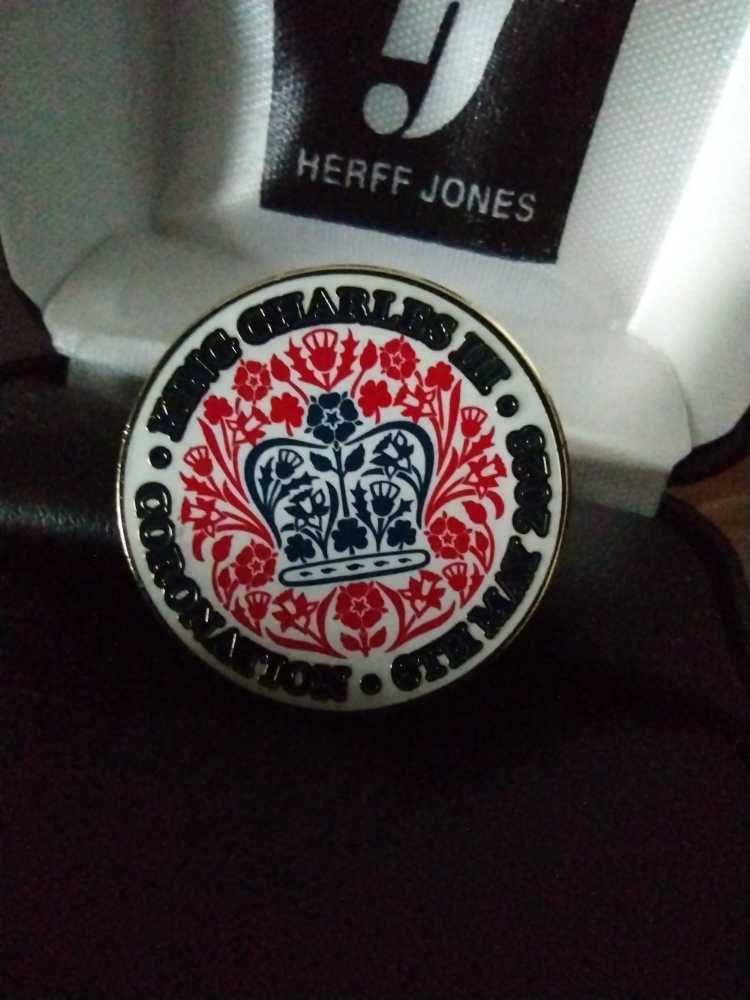 HERFF JONES
KING CHARLES III • 6TH MAY 2023 • CORONATION •